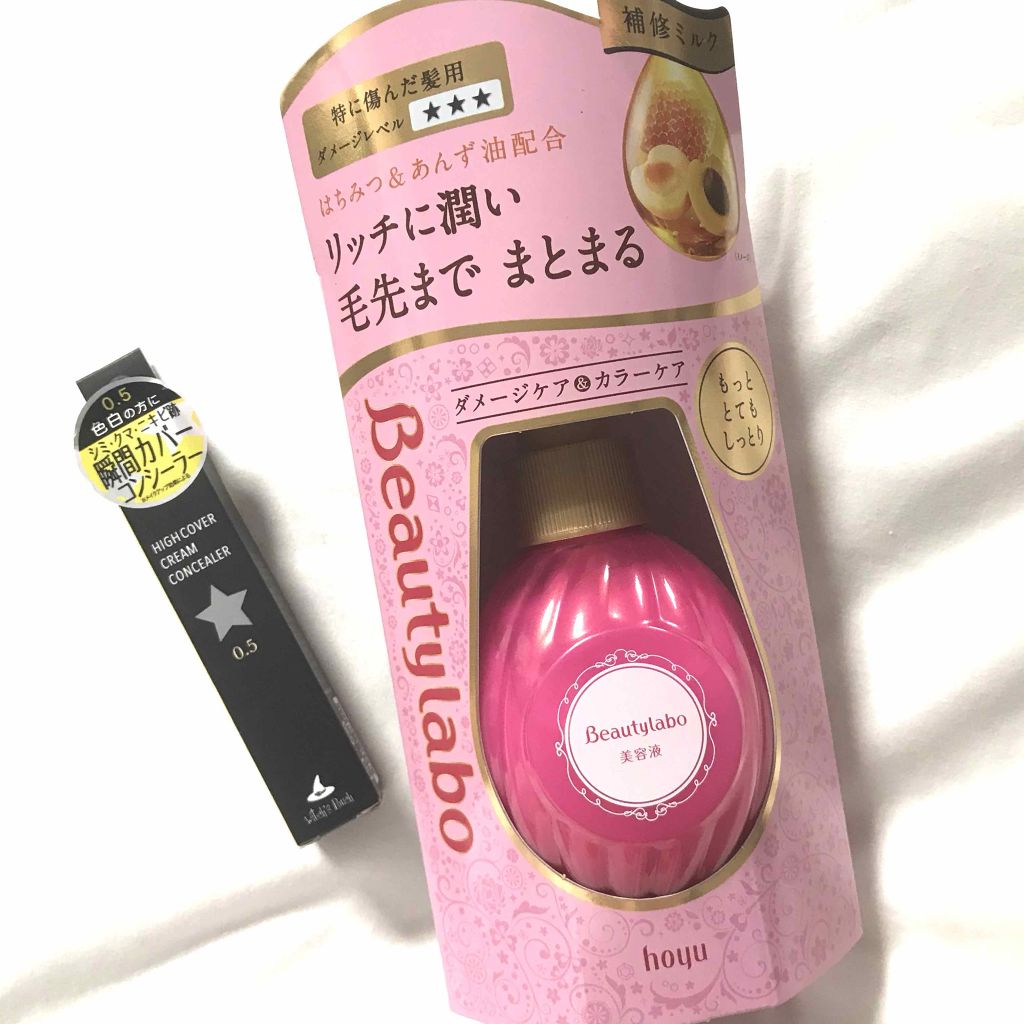 補修ミルク
特に傷んだ髪用
ダメージレベル ★★★
はちみつ&あんず油配合
リッチに潤い
毛先まで まとまる
ダメージケア&カラーケア
もっと
とても
しっとり
Beautylabo
Beautylabo
美容液
hoyu
0.5
色白の方に
シミ・クマ・ニキビ跡
瞬間カバー
コンシーラー
HIGHCOVER
CREAM
CONCEALER
0.5
Witch's Pouch